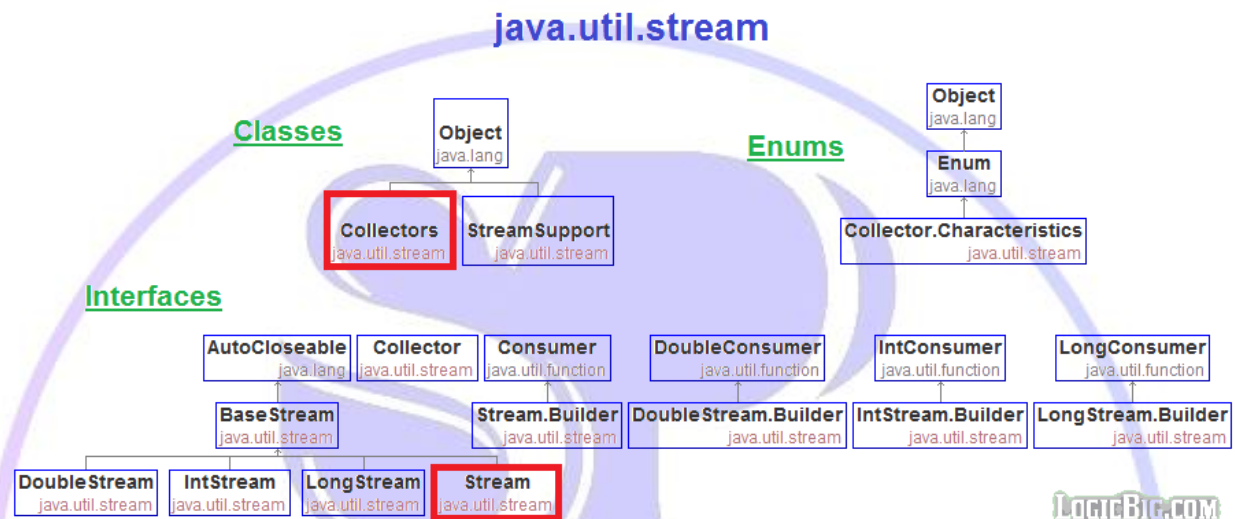 java.util.stream
Classes
Object
java.lang
Collectors
java.util.stream
StreamSupport
java.util.stream
Enums
Object
java.lang
Enum
java.lang
Collector.Characteristics
java.util.stream
Interfaces
AutoCloseable
java.lang
Collector
java.util.stream
Consumer
java.util.function
DoubleConsumer
java.util.function
IntConsumer
java.util.function
LongConsumer
java.util.function
BaseStream
java.util.stream
Stream.Builder
java.util.stream
DoubleStream.Builder
java.util.stream
IntStream.Builder
java.util.stream
LongStream.Builder
java.util.stream
DoubleStream
java.util.stream
IntStream
java.util.stream
LongStream
java.util.stream
Stream
java.util.stream
LOGICBIG.COM